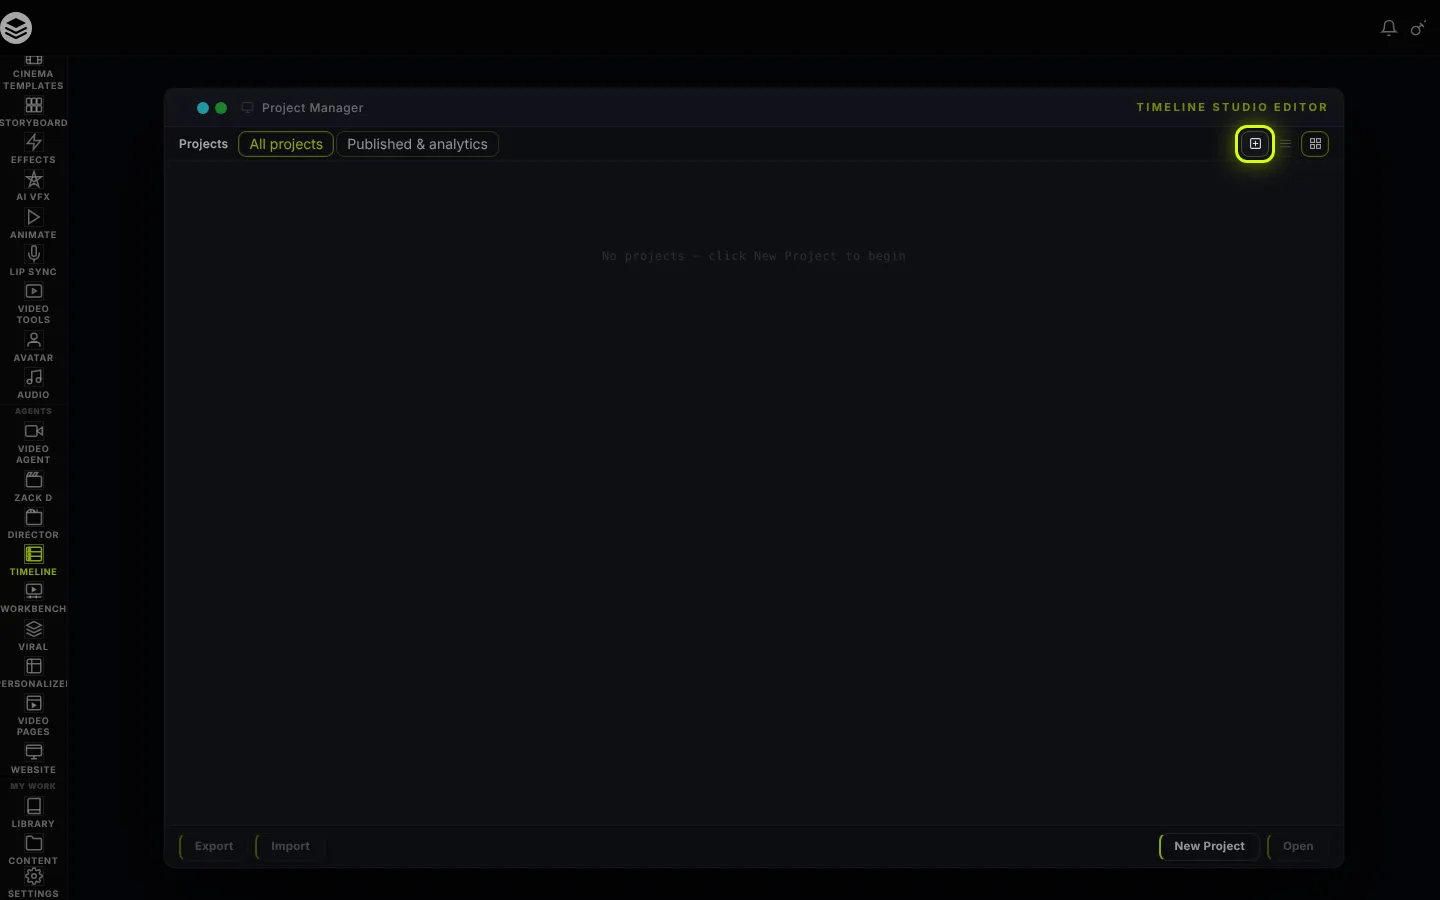 CINEMA
TEMPLATES
STORYBOARD
EFFECTS
AI VFX
ANIMATE
LIP SYNC
VIDEO
TOOLS
AVATAR
AUDIO
AGENTS
VIDEO
AGENT
ZACK D
DIRECTOR
TIMELINE
WORKBENCH
VIRAL
PERSONALIZE
VIDEO
PAGES
WEBSITE
MY WORK
LIBRARY
CONTENT
SETTINGS
Project Manager
TIMELINE STUDIO EDITOR
Projects
All projects
Published & analytics
No projects — click New Project to begin
Export
Import
New Project
Open